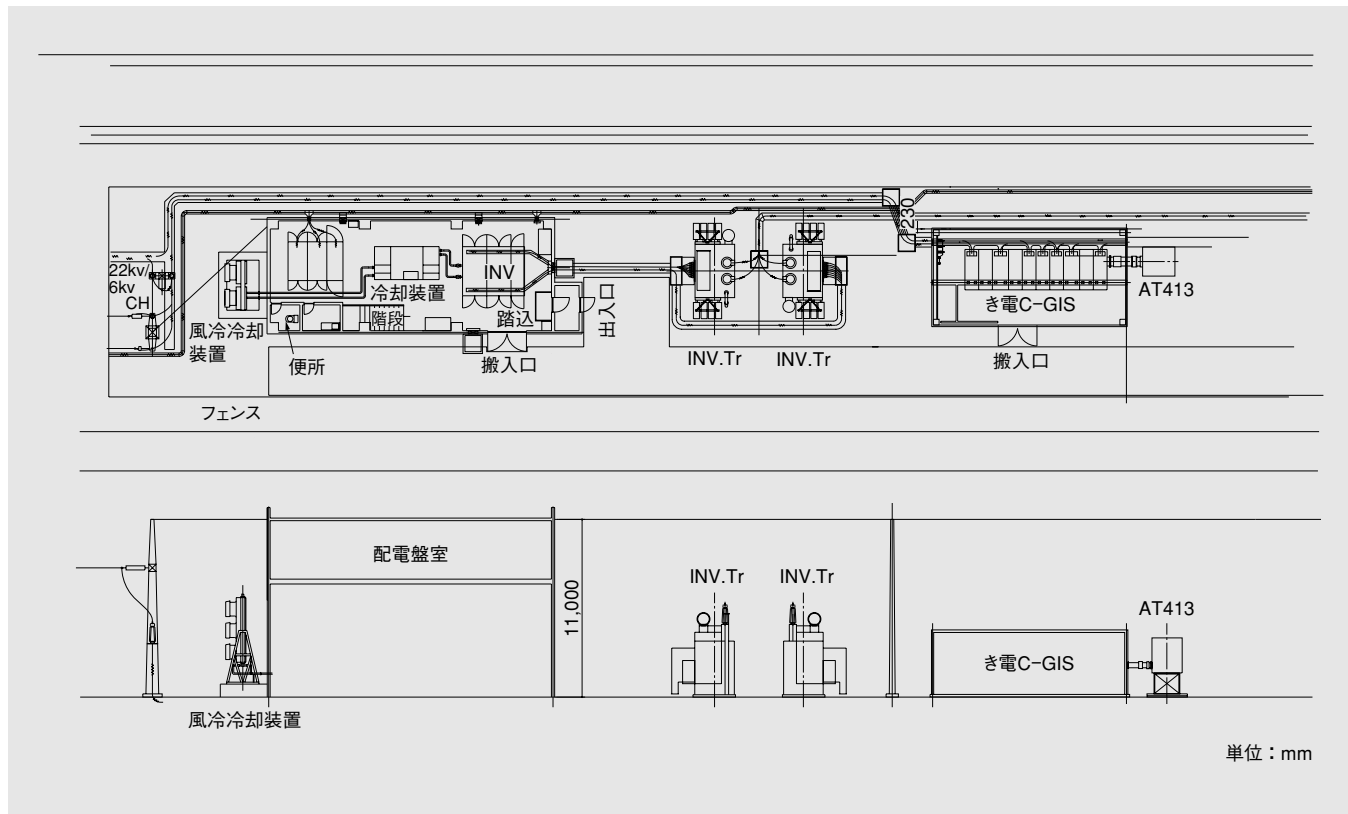 230
22kv/
6kv
CH
INV
冷却装置
AT413
き電C-GIS
出入口
風冷冷却
装置
階段
踏込
便所
搬入口
INV.Tr
INV.Tr
搬入口
フェンス
配電盤室
11,000
INV.Tr
INV.Tr
AT413
き電C-GIS
風冷冷却装置
単位：mm